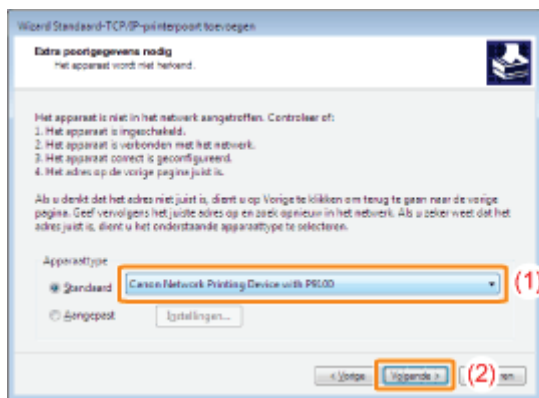 Wizard Standaard-TCP/IP-printerpoort toevoegen
Extra poortgegevens nodig
Het apparaat wordt niet herkend.
Het apparaat is niet in het netwerk aangetroffen. Controleer of:
1. Het apparaat is ingeschakeld.
2. Het apparaat is verbonden met het netwerk.
3. Het apparaat correct is geconfigureerd.
4. Het adres op de vorige pagina juist is.
Als u denkt dat het adres niet juist is, dient u op Vorige te klikken om terug te gaan naar de vorige
pagina. Geef vervolgens het juiste adres op en zoek opnieuw in het netwerk. Als u zeker weet dat het
adres juist is, dient u het onderstaande apparaattype te selecteren.
Apparaattype
Standaard Canon Network Printing Device with P9100 (1)
Aangepast Instellingen...
< Vorige Volgende > (2) ren